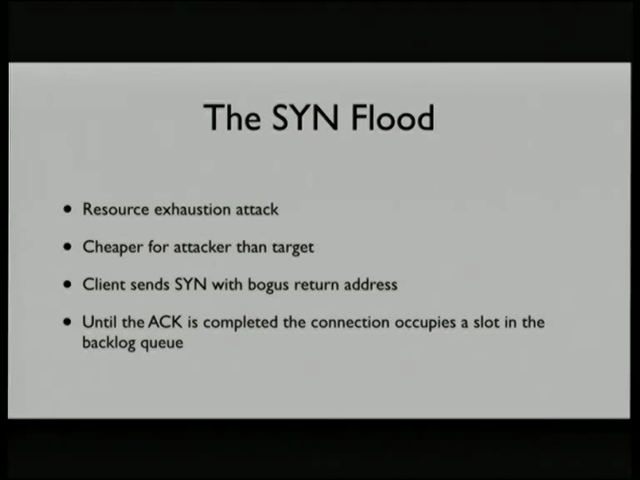 The SYN Flood
• Resource exhaustion attack
• Cheaper for attacker than target
• Client sends SYN with bogus return address
• Until the ACK is completed the connection occupies a slot in the
backlog queue